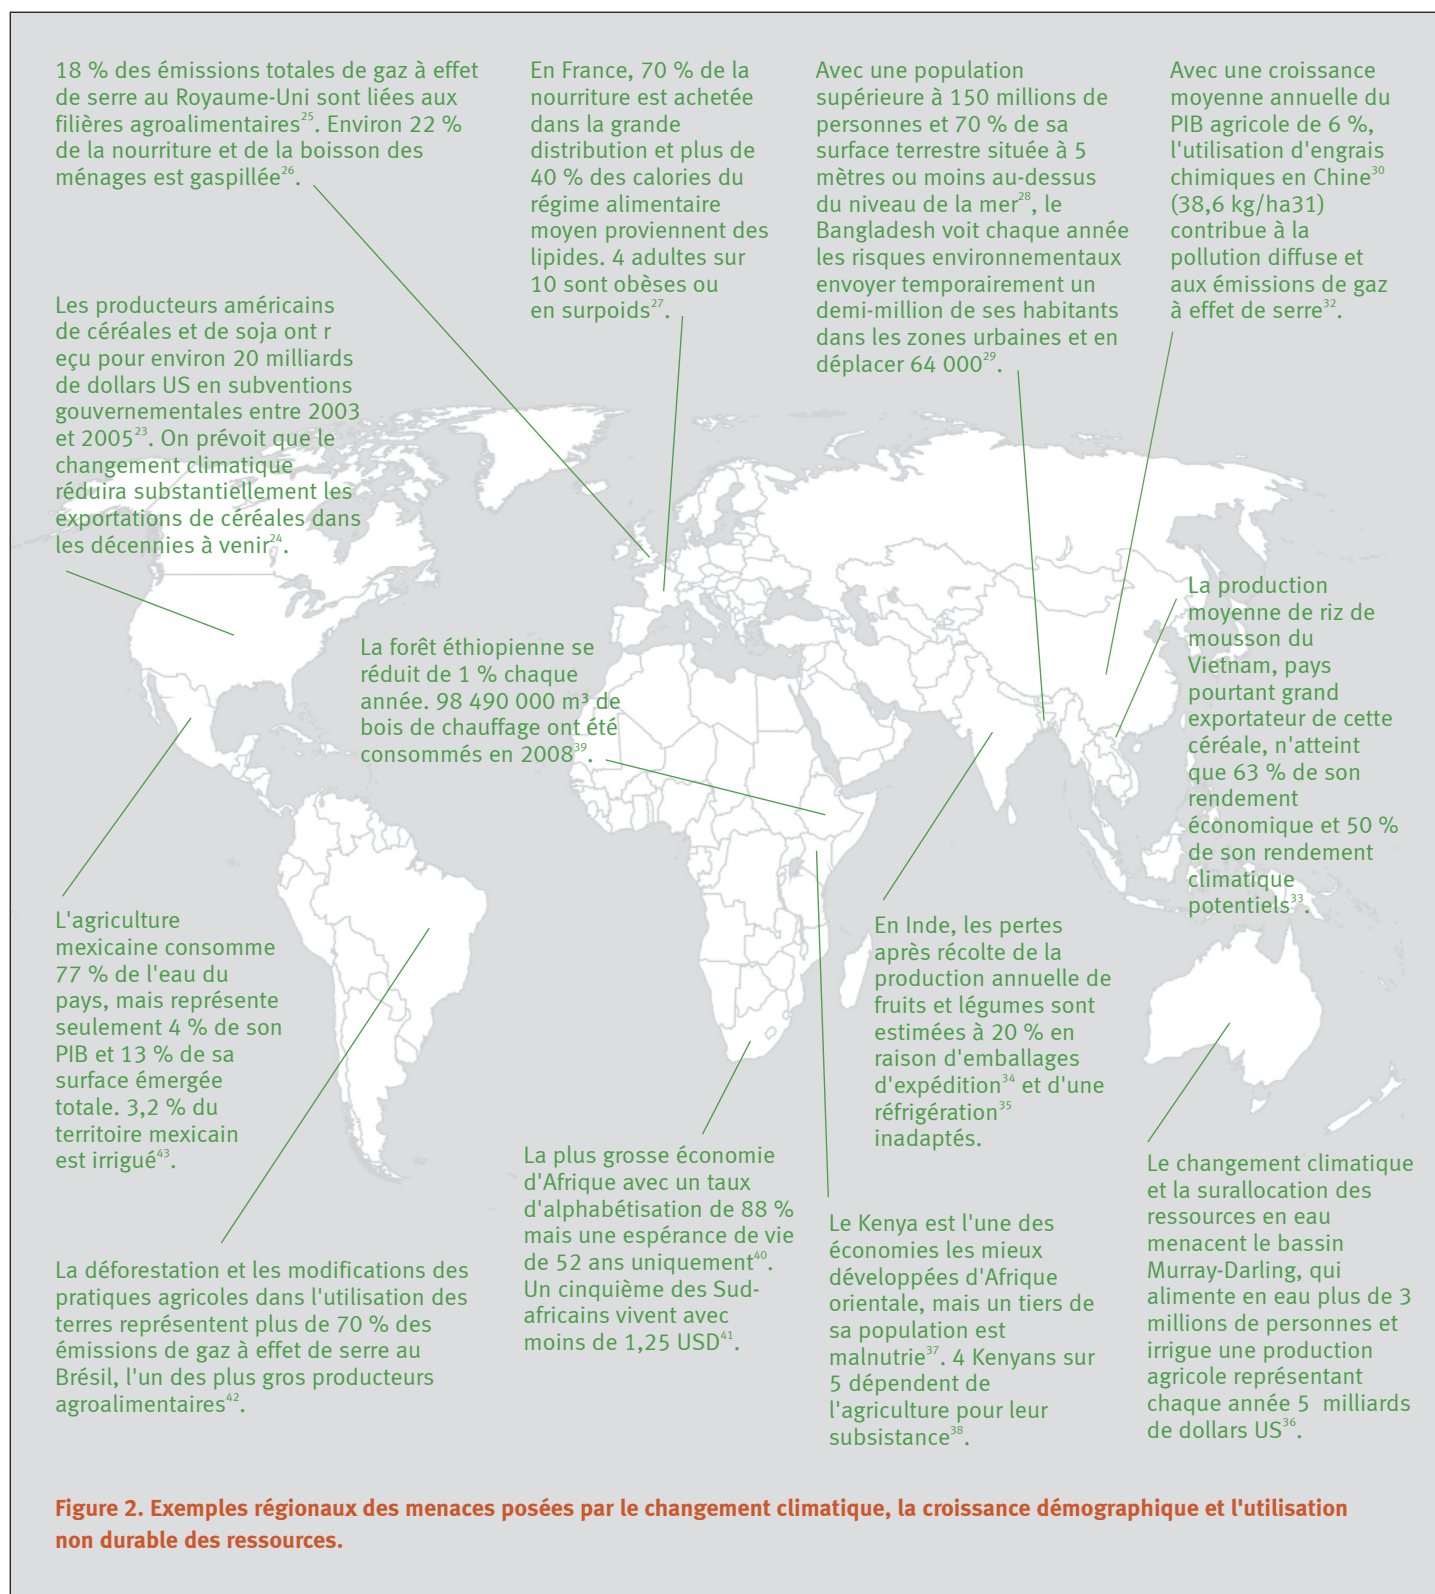 18 % des émissions totales de gaz à effet
de serre au Royaume-Uni sont liées aux
filières agroalimentaires²⁵. Environ 22 %
de la nourriture et de la boisson des
ménages est gaspillée²⁶.
En France, 70 % de la
nourriture est achetée
dans la grande
distribution et plus de
40 % des calories du
régime alimentaire
moyen proviennent des
lipides. 4 adultes sur
10 sont obèses ou
en surpoids²⁷.
Avec une population
supérieure à 150 millions de
personnes et 70 % de sa
surface terrestre située à 5
mètres ou moins au-dessus
du niveau de la mer²⁸, le
Bangladesh voit chaque année
les risques environnementaux
envoyer temporairement un
demi-million de ses habitants
dans les zones urbaines et en
déplacer 64 000²⁹.
Avec une croissance
moyenne annuelle du
PIB agricole de 6 %,
l'utilisation d'engrais
chimiques en Chine³⁰
(38,6 kg/ha31)
contribue à la
pollution diffuse et
aux émissions de gaz
à effet de serre³².
Les producteurs américains
de céréales et de soja ont r
eçu pour environ 20 milliards
de dollars US en subventions
gouvernementales entre 2003
et 2005²³. On prévoit que le
changement climatique
réduira substantiellement les
exportations de céréales dans
les décennies à venir²⁴.
La production
moyenne de riz de
mousson du
Vietnam, pays
pourtant grand
exportateur de cette
céréale, n'atteint
que 63 % de son
rendement
économique et 50 %
de son rendement
climatique
potentiels³³.
La forêt éthiopienne se
réduit de 1 % chaque
année. 98 490 000 m³ de
bois de chauffage ont été
consommés en 2008³⁹.
L'agriculture
mexicaine consomme
77 % de l'eau du
pays, mais représente
seulement 4 % de son
PIB et 13 % de sa
surface émergée
totale. 3,2 % du
territoire mexicain
est irrigué⁴³.
En Inde, les pertes
après récolte de la
production annuelle de
fruits et légumes sont
estimées à 20 % en
raison d'emballages
d'expédition³⁴ et d'une
réfrigération³⁵
inadaptés.
La déforestation et les modifications des
pratiques agricoles dans l'utilisation des
terres représentent plus de 70 % des
émissions de gaz à effet de serre au
Brésil, l'un des plus gros producteurs
agroalimentaires⁴².
La plus grosse économie
d'Afrique avec un taux
d'alphabétisation de 88 %
mais une espérance de vie
de 52 ans uniquement⁴⁰.
Un cinquième des Sud-
africains vivent avec
moins de 1,25 USD⁴¹.
Le Kenya est l'une des
économies les mieux
développées d'Afrique
orientale, mais un tiers de
sa population est
malnutrie³⁷. 4 Kenyans sur
5 dépendent de
l'agriculture pour leur
subsistance³⁸.
Le changement climatique
et la surallocation des
ressources en eau
menacent le bassin
Murray-Darling, qui
alimente en eau plus de 3
millions de personnes et
irrigue une production
agricole représentant
chaque année 5 milliards
de dollars US³⁶.
Figure 2. Exemples régionaux des menaces posées par le changement climatique, la croissance démographique et l'utilisation
non durable des ressources.